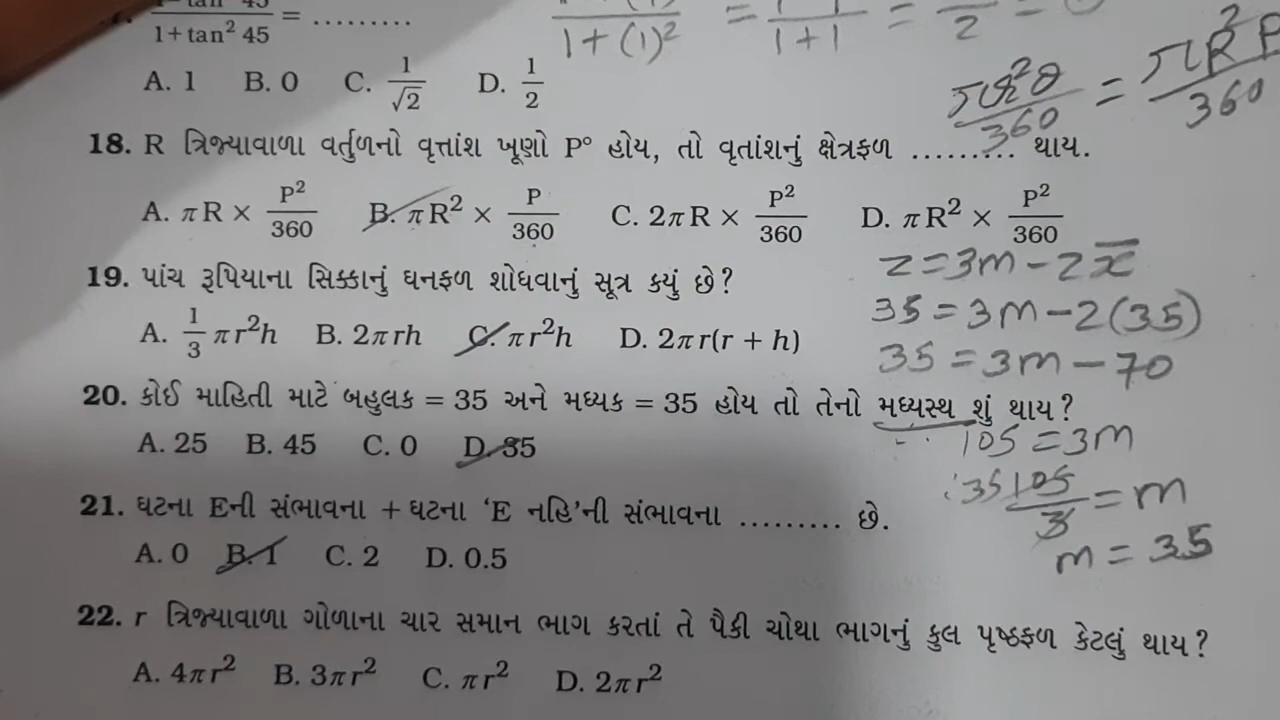 1 + tan² 45 = .........
1+(1)² = 1+1 = 2
A. 1 B. 0 C. 1/√2 D. 1/2
πr²θ/360 = πR²P/360
18. R ત્રિજ્યાવાળા વર્તુળનો વૃત્તાંશ ખૂણો P° હોય, તો વૃતાંશનું ક્ષેત્રફળ ......... થાય.
A. πR × P²/360 B. πR² × P/360 C. 2πR × P²/360 D. πR² × P²/360
z=3m-2x̅
19. પાંચ રૂપિયાના સિક્કાનું ઘનફળ શોધવાનું સૂત્ર કયું છે?
35=3m-2(35)
A. 1/3 πr²h B. 2πrh C. πr²h D. 2πr(r + h)
35=3m-70
20. કોઈ માહિતી માટે બહુલક = 35 અને મધ્યક = 35 હોય તો તેનો મધ્યસ્થ શું થાય?
A. 25 B. 45 C. 0 D. 35
105=3m
35 105/3 = m
21. ઘટના Eની સંભાવના + ઘટના ‘E નહિ’ની સંભાવના ......... છે.
m = 35
A. 0 B. 1 C. 2 D. 0.5
22. r ત્રિજ્યાવાળા ગોળાના ચાર સમાન ભાગ કરતાં તે પૈકી ચોથા ભાગનું કુલ પૃષ્ઠફળ કેટલું થાય?
A. 4πr² B. 3πr² C. πr² D. 2πr²